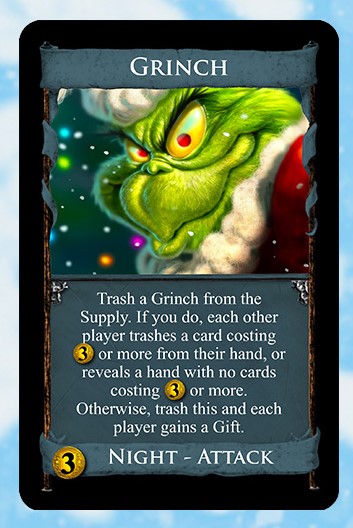 GRINCH
Trash a Grinch from the
Supply. If you do, each other
player trashes a card costing
3 or more from their hand, or
reveals a hand with no cards
costing 3 or more.
Otherwise, trash this and each
player gains a Gift.
3 NIGHT - ATTACK